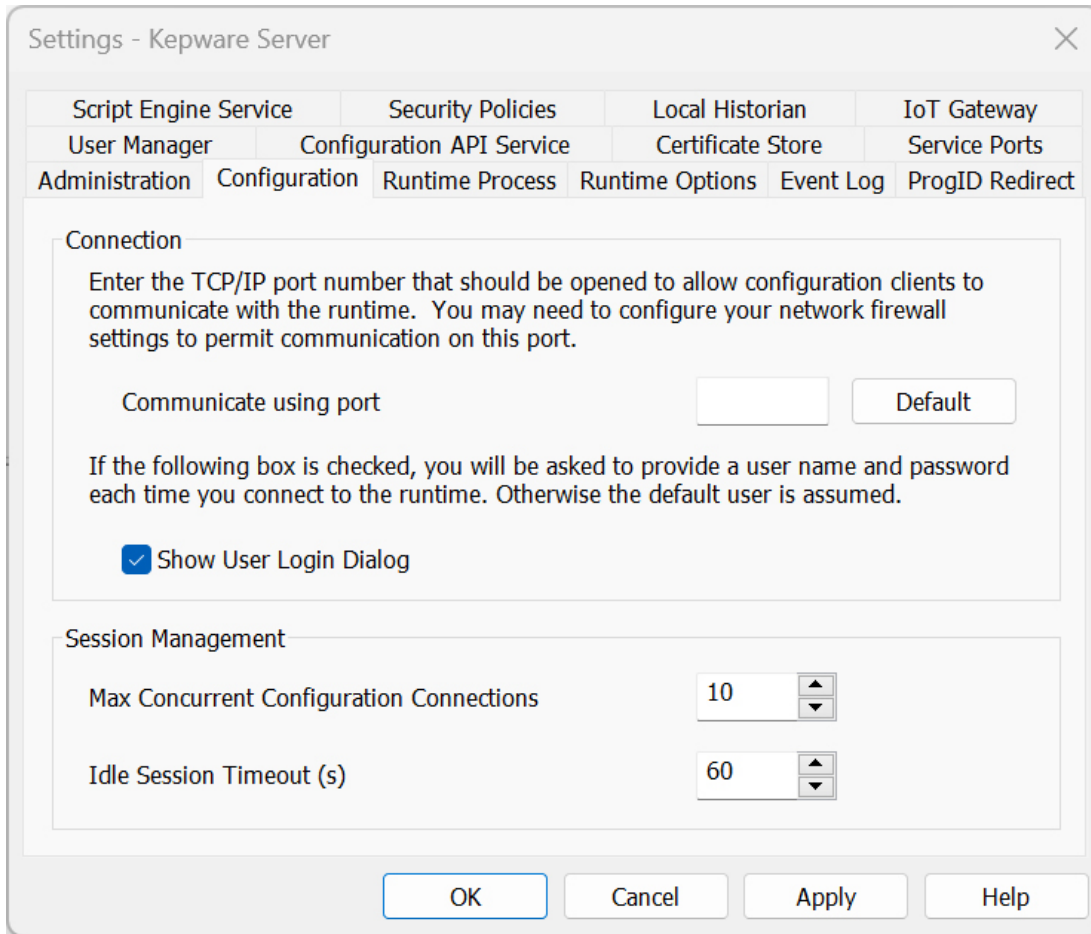 Settings - Kepware Server
Script Engine Service Security Policies Local Historian IoT Gateway
User Manager Configuration API Service Certificate Store Service Ports
Administration Configuration Runtime Process Runtime Options Event Log ProgID Redirect
Connection
Enter the TCP/IP port number that should be opened to allow configuration clients to
communicate with the runtime.  You may need to configure your network firewall
settings to permit communication on this port.
Communicate using port Default
If the following box is checked, you will be asked to provide a user name and password
each time you connect to the runtime. Otherwise the default user is assumed.
Show User Login Dialog
Session Management
Max Concurrent Configuration Connections 10
Idle Session Timeout (s) 60
OK Cancel Apply Help